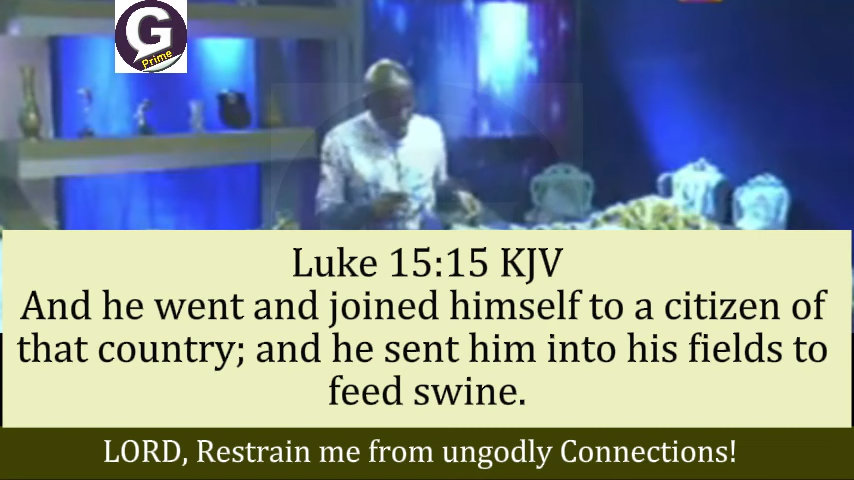 G
Prime
Luke 15:15 KJV
And he went and joined himself to a citizen of
that country; and he sent him into his fields to
feed swine.
LORD, Restrain me from ungodly Connections!